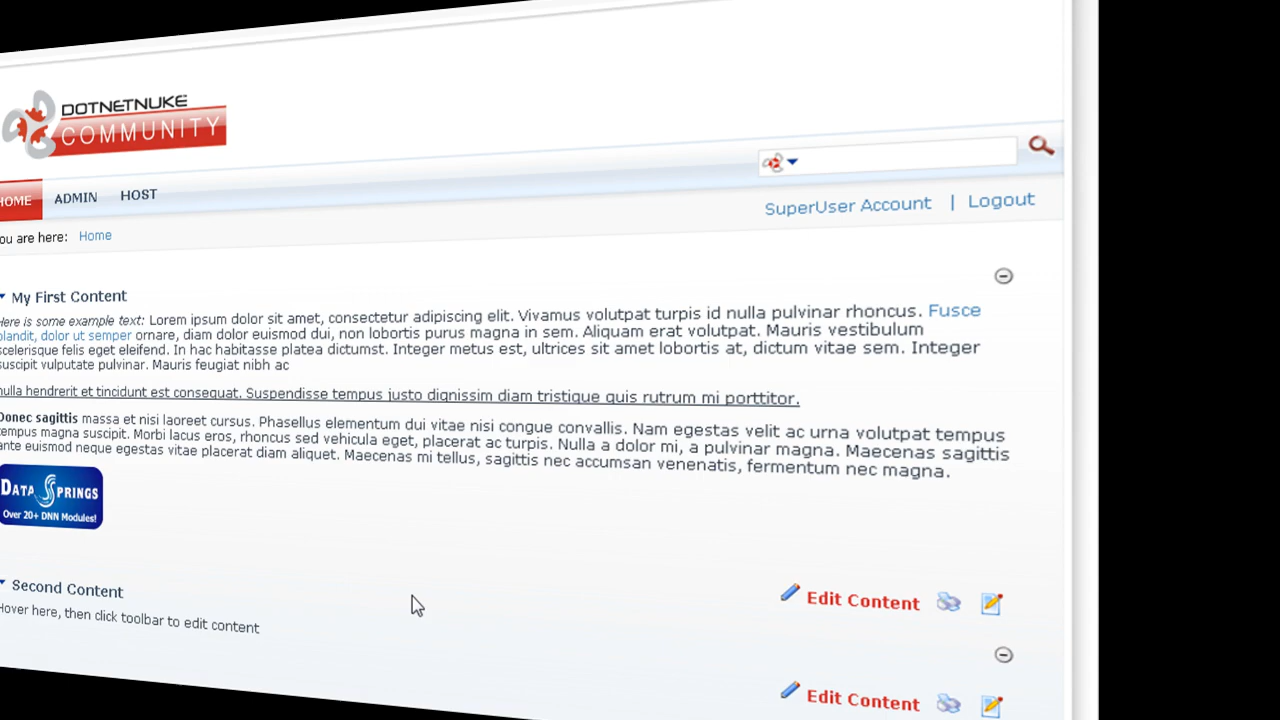 DOTNETNUKE
COMMUNITY
HOME ADMIN HOST
SuperUser Account | Logout
ou are here: Home
My First Content
Here is some example text: Lorem ipsum dolor sit amet, consectetur adipiscing elit. Vivamus volutpat turpis id nulla pulvinar rhoncus. Fusce
blandit, dolor ut semper ornare, diam dolor euismod dui, non lobortis purus magna in sem. Aliquam erat volutpat. Mauris vestibulum
scelerisque felis eget eleifend. In hac habitasse platea dictumst. Integer metus est, ultrices sit amet lobortis at, dictum vitae sem. Integer
suscipit vulputate pulvinar. Mauris feugiat nibh ac
nulla hendrerit et tincidunt est consequat. Suspendisse tempus justo dignissim diam tristique quis rutrum mi porttitor.
Donec sagittis massa et nisi laoreet cursus. Phasellus elementum dui vitae nisi congue convallis. Nam egestas velit ac urna volutpat tempus
tempus magna suscipit. Morbi lacus eros, rhoncus sed vehicula eget, placerat ac turpis. Nulla a dolor mi, a pulvinar magna. Maecenas sagittis
ante euismod neque egestas vitae placerat diam aliquet. Maecenas mi tellus, sagittis nec accumsan venenatis, fermentum nec magna.
DATA SPRINGS
Over 20+ DNN Modules!
Edit Content
Second Content
Hover here, then click toolbar to edit content
Edit Content